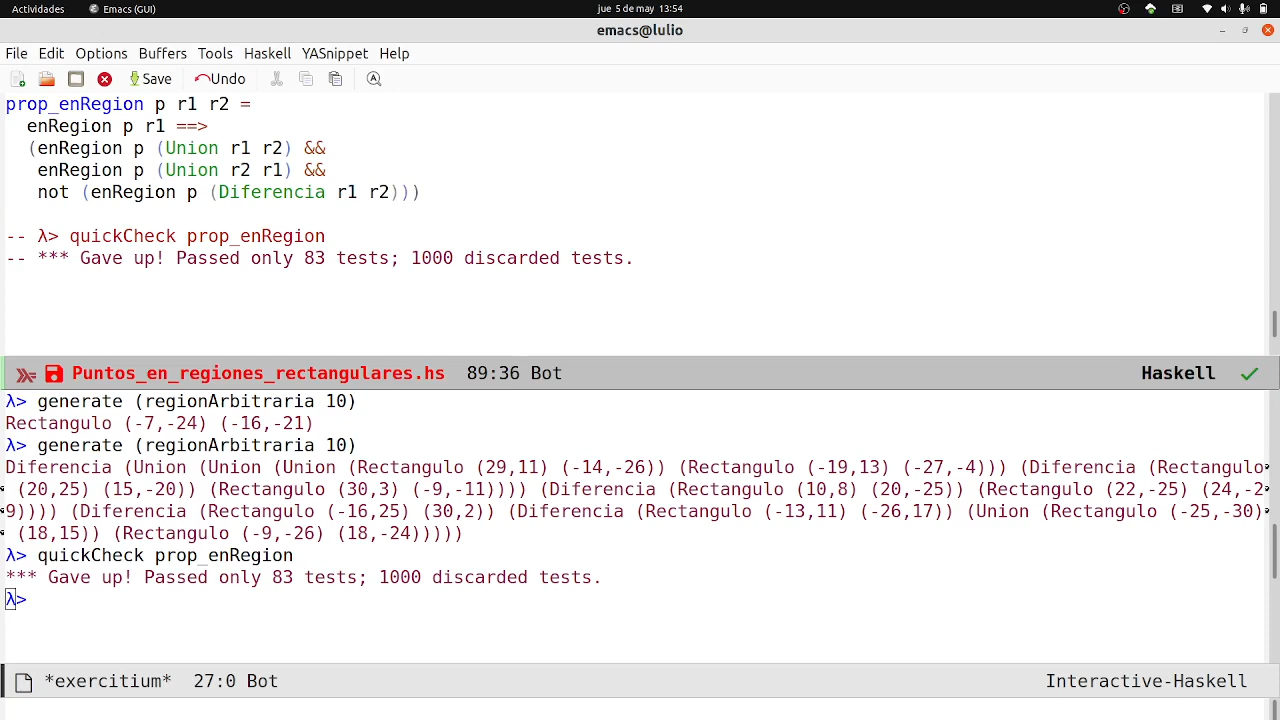 Actividades Emacs (GUI) jue 5 de may 13:54
emacs@lulio
File Edit Options Buffers Tools Haskell YASnippet Help
Save Undo
prop_enRegion p r1 r2 =
enRegion p r1 ==>
(enRegion p (Union r1 r2) &&
enRegion p (Union r2 r1) &&
not (enRegion p (Diferencia r1 r2)))
-- λ> quickCheck prop_enRegion
-- *** Gave up! Passed only 83 tests; 1000 discarded tests.
Puntos_en_regiones_rectangulares.hs 89:36 Bot Haskell
λ> generate (regionArbitraria 10)
Rectangulo (-7,-24) (-16,-21)
λ> generate (regionArbitraria 10)
Diferencia (Union (Union (Union (Rectangulo (29,11) (-14,-26)) (Rectangulo (-19,13) (-27,-4))) (Diferencia (Rectangulo
(20,25) (15,-20)) (Rectangulo (30,3) (-9,-11)))) (Diferencia (Rectangulo (10,8) (20,-25)) (Rectangulo (22,-25) (24,-2
9)))) (Diferencia (Rectangulo (-16,25) (30,2)) (Diferencia (Rectangulo (-13,11) (-26,17)) (Union (Rectangulo (-25,-30)
(18,15)) (Rectangulo (-9,-26) (18,-24)))))
λ> quickCheck prop_enRegion
*** Gave up! Passed only 83 tests; 1000 discarded tests.
λ>
*exercitium* 27:0 Bot Interactive-Haskell